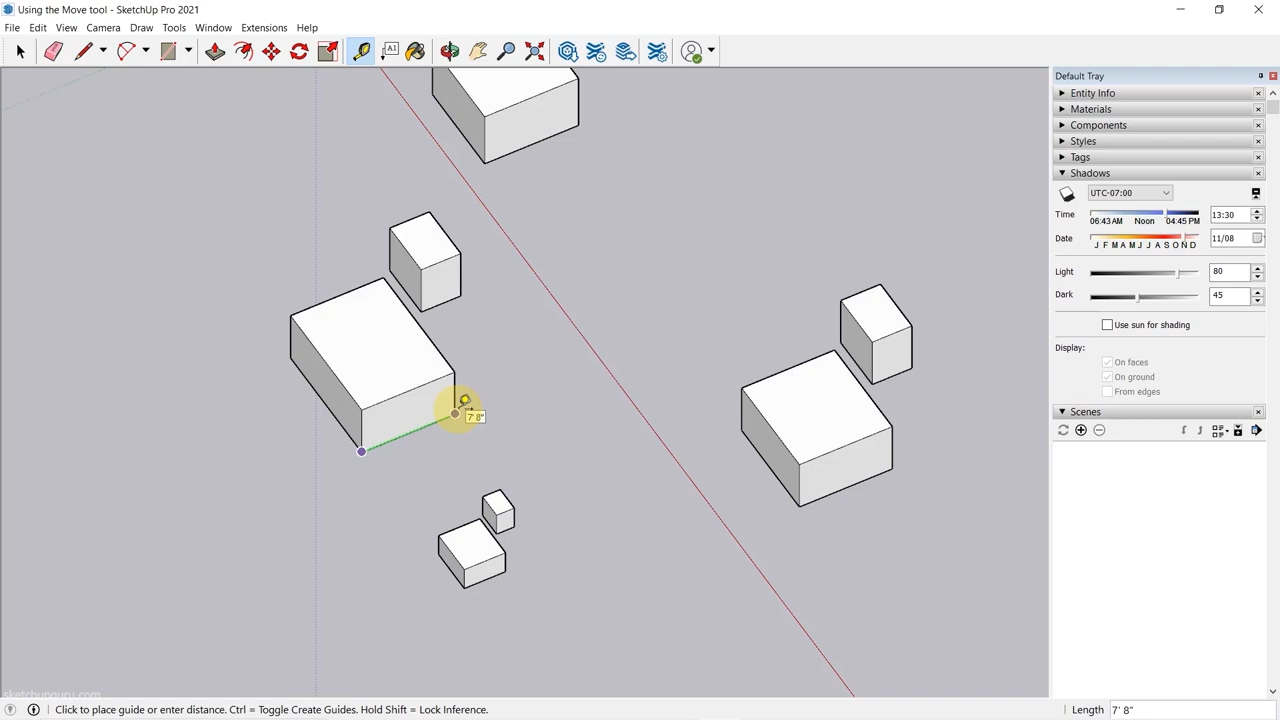 Using the Move tool - SketchUp Pro 2021
File Edit View Camera Draw Tools Window Extensions Help
A1
Default Tray
Entity Info
Materials
Components
Styles
Tags
Shadows
UTC-07:00
Time 13:30
06:43 AM Noon 04:45 PM
Date 11/08
J F M A M J J A S O N D
Light 80
Dark 45
Use sun for shading
Display:
On faces
On ground
From edges
Scenes
7' 8"
sketchupguru.com
Click to place guide or enter distance. Ctrl = Toggle Create Guides. Hold Shift = Lock Inference.
Length 7' 8"